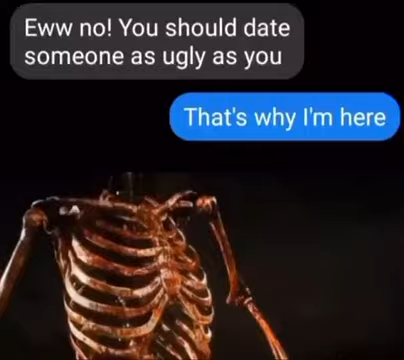 Eww no! You should date
someone as ugly as you
That's why I'm here